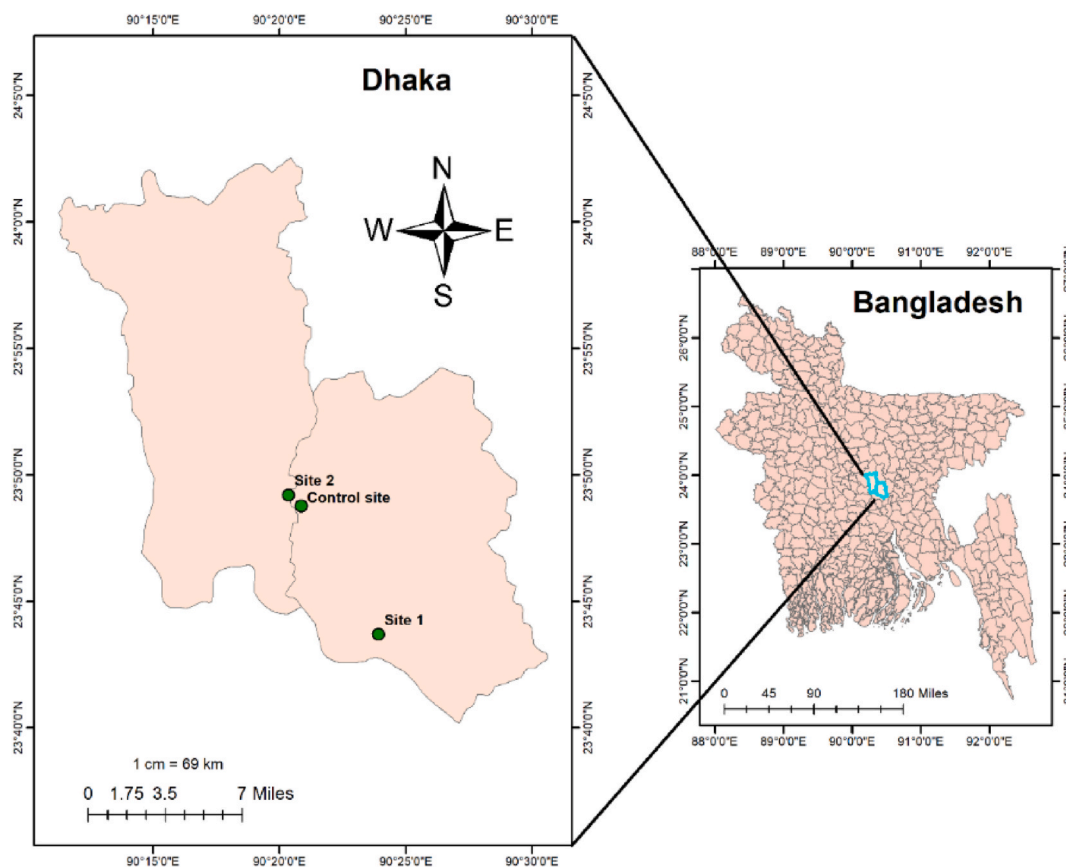 90°15'0"E 90°20'0"E 90°25'0"E 90°30'0"E
Dhaka
24°5'0"N
24°0'0"N
23°55'0"N
23°50'0"N
23°45'0"N
23°40'0"N
24°5'0"N
24°0'0"N
23°55'0"N
23°50'0"N
23°45'0"N
23°40'0"N
N
W E
S
Site 2
Control site
Site 1
1 cm = 69 km
0 1.75 3.5 7 Miles
90°15'0"E 90°20'0"E 90°25'0"E 90°30'0"E
88°0'0"E 89°0'0"E 90°0'0"E 91°0'0"E 92°0'0"E
Bangladesh
26°0'0"N
25°0'0"N
24°0'0"N
23°0'0"N
22°0'0"N
21°0'0"N
0 45 90 180 Miles
88°0'0"E 89°0'0"E 90°0'0"E 91°0'0"E 92°0'0"E